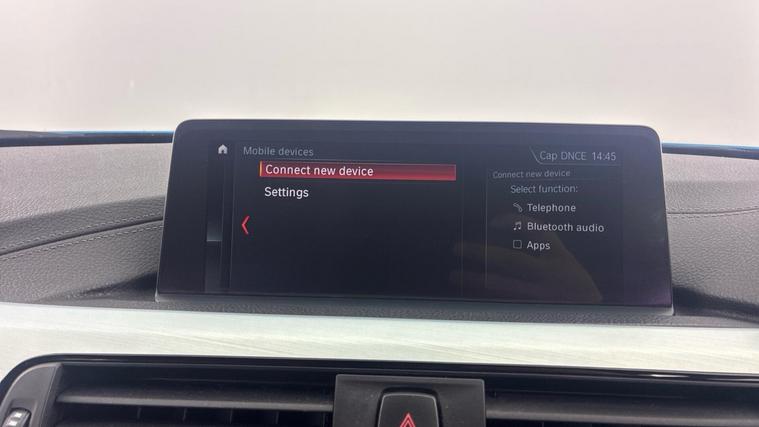 Mobile devices
Cap DNCE 14:45
Connect new device
Settings
Connect new device
Select function:
Telephone
Bluetooth audio
Apps